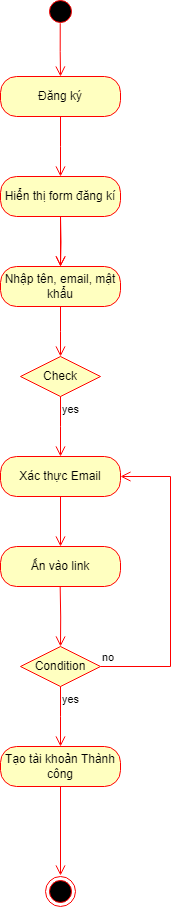 Đăng ký
Hiển thị form đăng kí
Nhập tên, email, mật
khẩu
Check
yes
Xác thực Email
Ấn vào link
Condition
no
yes
Tạo tài khoản Thành
công